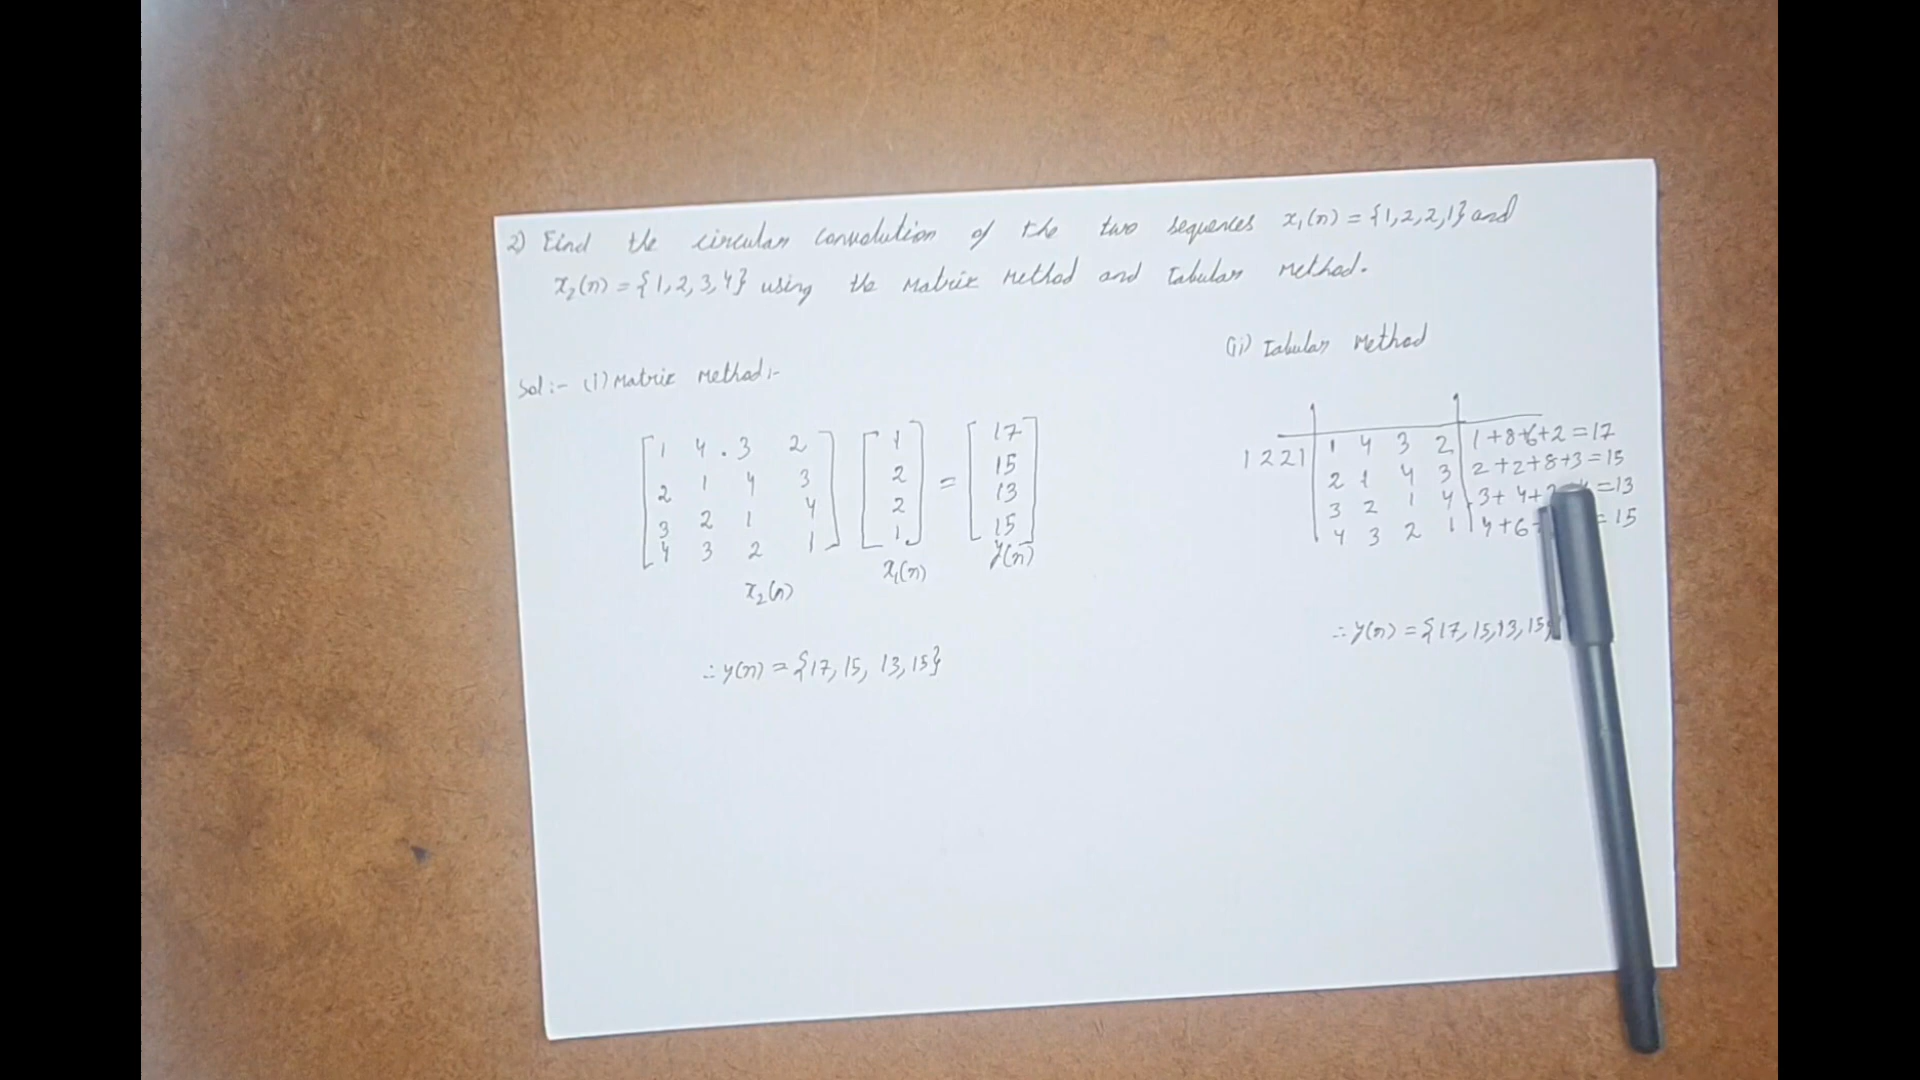 2) Find the circular convolution of the two sequences x₁(n) = {1,2,2,1} and
x₂(n) = {1,2,3,4} using the Matrix Method and Tabular Method.
Sol:- (i) Matrix Method:-
1 4 . 3 2 1 17
2 1 4 3 2 = 15
3 2 1 4 2 13
4 3 2 1 1 15
x₂(n) x₁(n) y(n)
∴ y(n) = {17, 15, 13, 15}
(ii) Tabular Method
1 2 2 1 1 4 3 2 1+8+6+2=17
2 1 4 3 2+2+8+3=15
3 2 1 4 3+4+ =13
4 3 2 1 4+6+ = 15
∴ y(n) = {17, 15, 13, 15